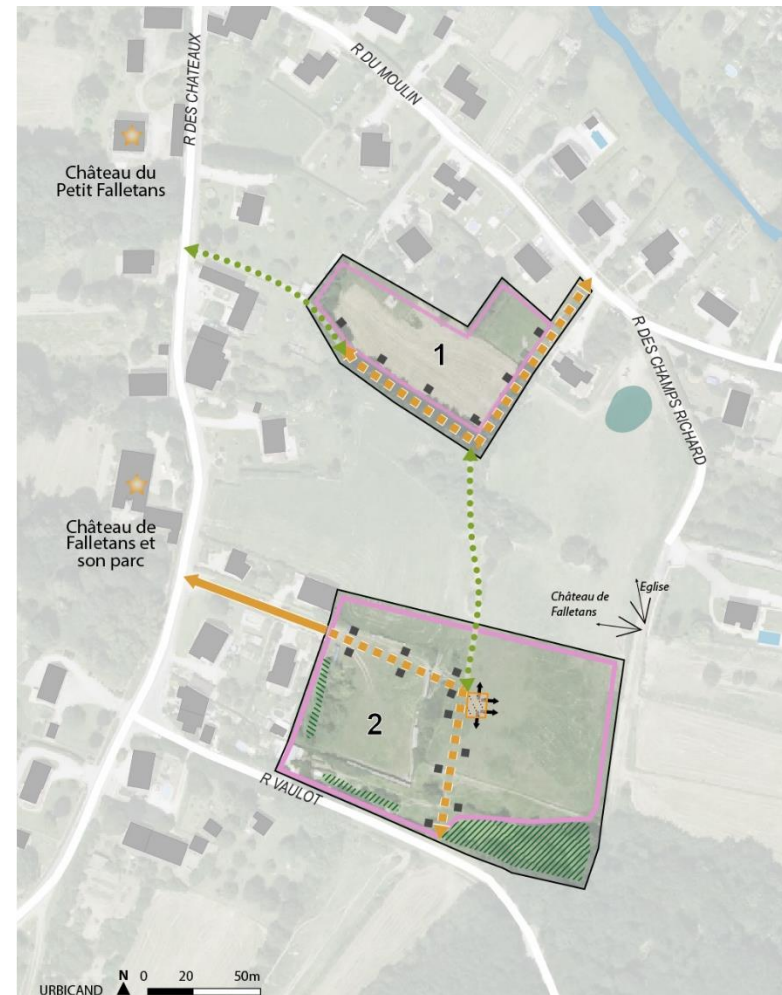 R DES CHATEAUX
R DU MOULIN
Château du
Petit Falletans
1
R DES CHAMPS RICHARD
Château de
Falletans et
son parc
Château de
Falletans
Eglise
2
R VAULOT
URBICAND
N
0 20 50m